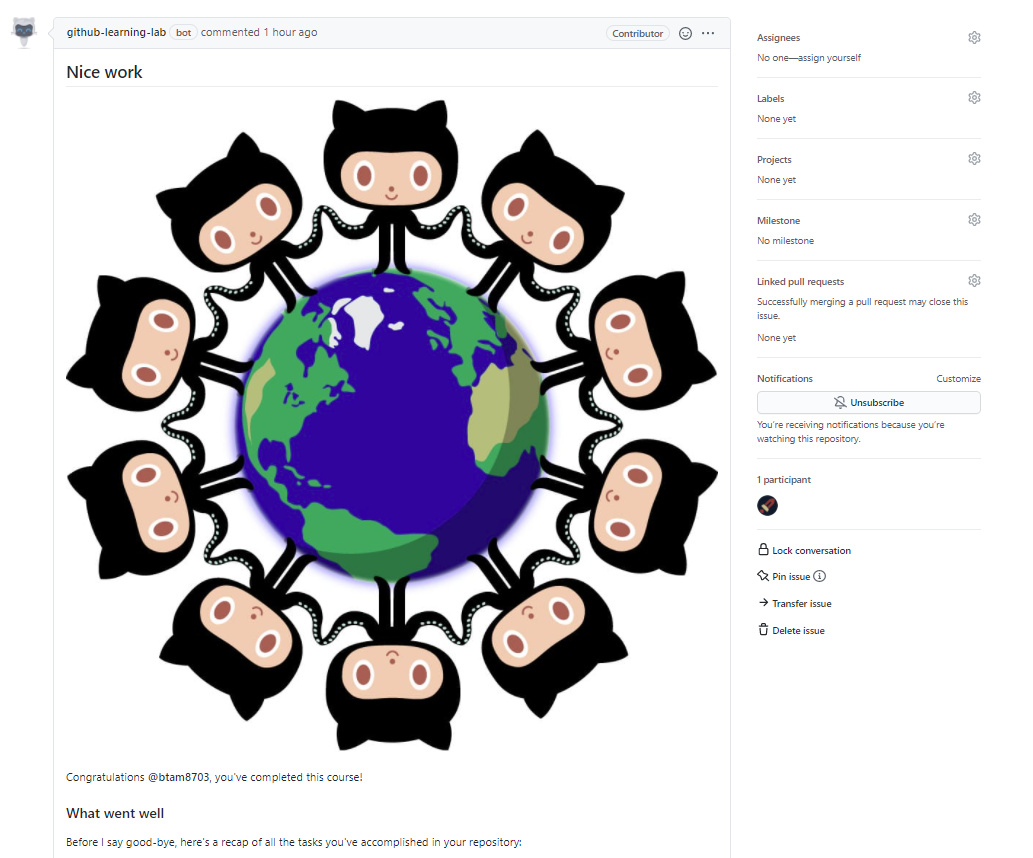 github-learning-lab bot commented 1 hour ago Contributor
Nice work
Congratulations @btam8703, you've completed this course!
What went well
Before I say good-bye, here's a recap of all the tasks you've accomplished in your repository:
Assignees
No one—assign yourself
Labels
None yet
Projects
None yet
Milestone
No milestone
Linked pull requests
Successfully merging a pull request may close this
issue.
None yet
Notifications Customize
Unsubscribe
You're receiving notifications because you're
watching this repository.
1 participant
Lock conversation
Pin issue
Transfer issue
Delete issue